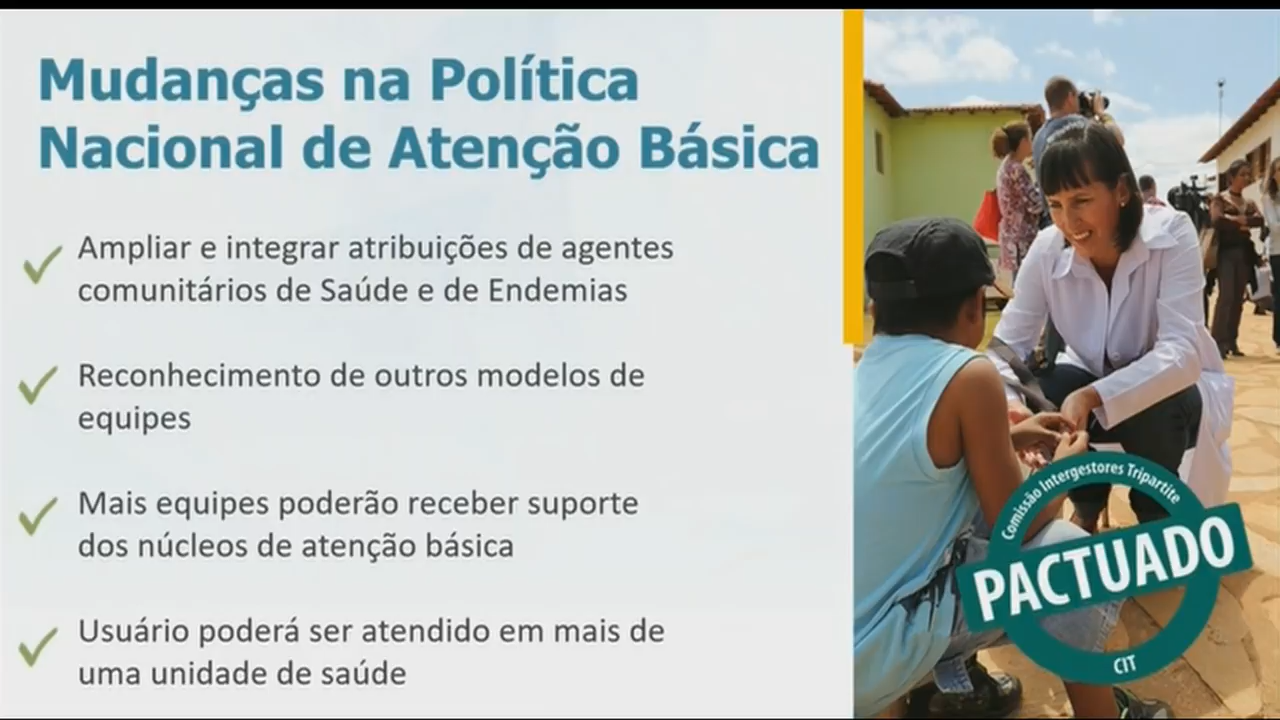 Mudanças na Política
Nacional de Atenção Básica
Ampliar e integrar atribuições de agentes
comunitários de Saúde e de Endemias
Reconhecimento de outros modelos de
equipes
Mais equipes poderão receber suporte
dos núcleos de atenção básica
Usuário poderá ser atendido em mais de
uma unidade de saúde
Comissão Intergestores Tripartite
PACTUADO
CIT